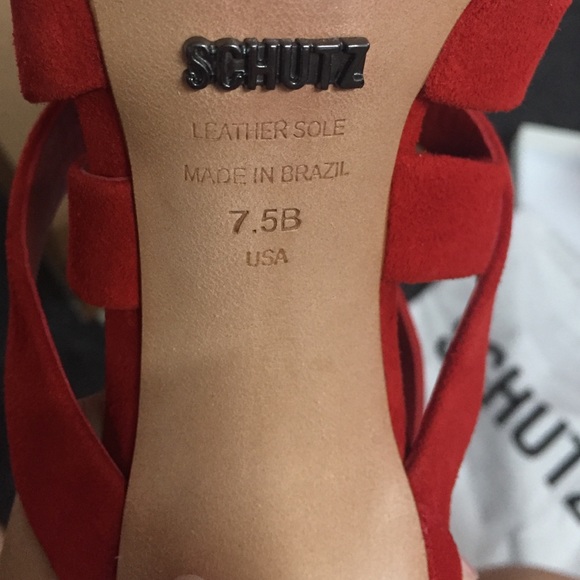 SCHUTZ
LEATHER SOLE
MADE IN BRAZIL
7.5B
USA
SCHUTZ